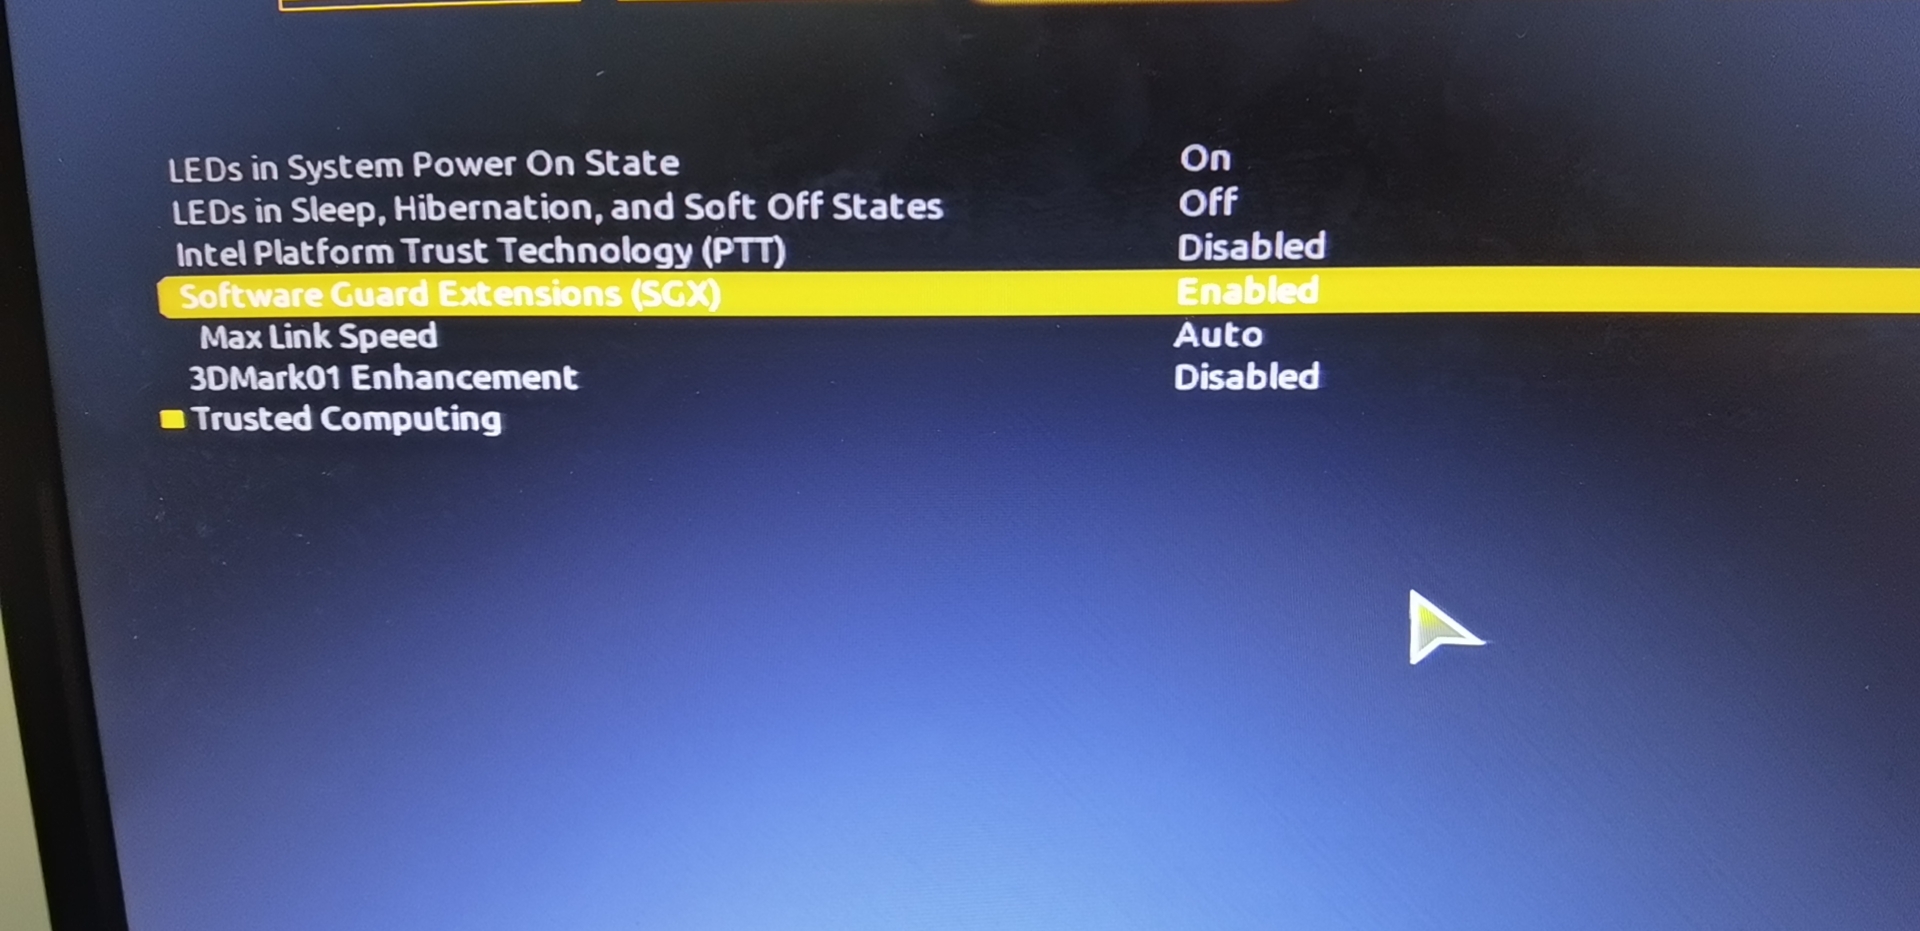 LEDs in System Power On State On
LEDs in Sleep, Hibernation, and Soft Off States Off
Intel Platform Trust Technology (PTT) Disabled
Software Guard Extensions (SGX) Enabled
Max Link Speed Auto
3DMark01 Enhancement Disabled
Trusted Computing